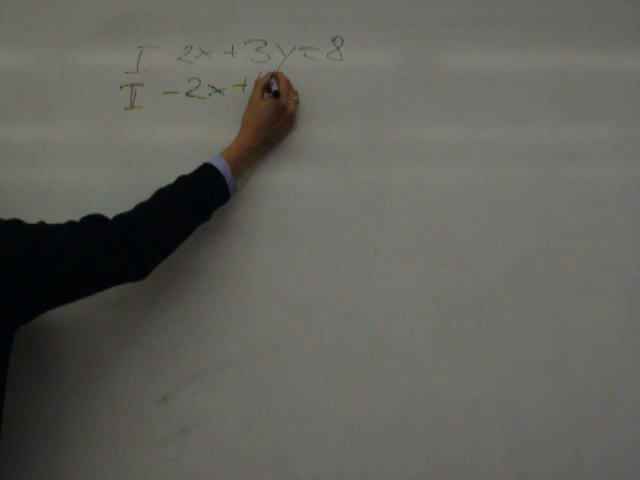 I 2x + 3y = 8
II -2x +